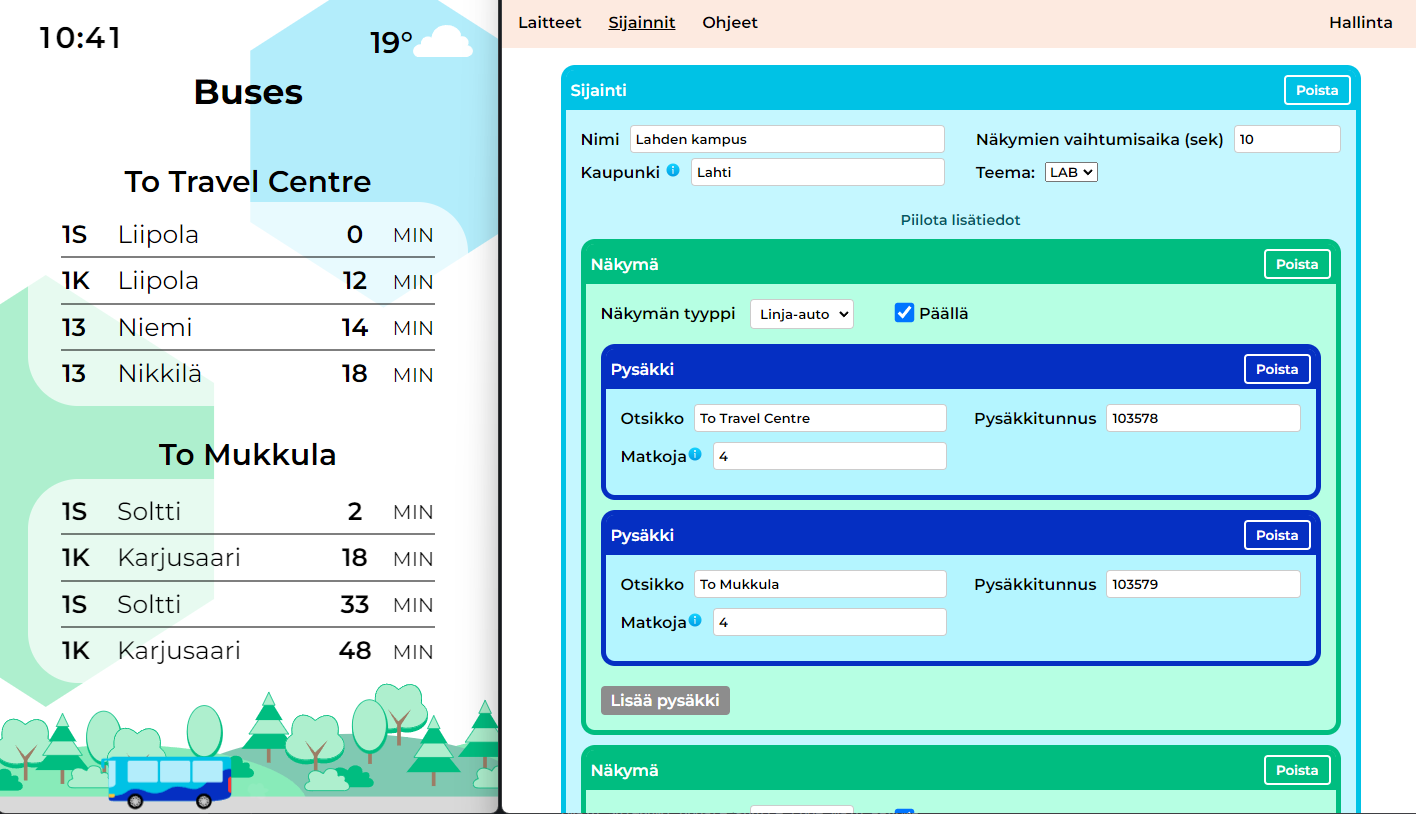 10:41
19°
Buses
To Travel Centre
1S Liipola 0 MIN
1K Liipola 12 MIN
13 Niemi 14 MIN
13 Nikkilä 18 MIN
To Mukkula
1S Soltti 2 MIN
1K Karjusaari 18 MIN
1S Soltti 33 MIN
1K Karjusaari 48 MIN
Laitteet Sijainnit Ohjeet Hallinta
Sijainti Poista
Nimi Lahden kampus Näkymien vaihtumisaika (sek) 10
Kaupunki i Lahti Teema: LAB
Piilota lisätiedot
Näkymä Poista
Näkymän tyyppi Linja-auto Päällä
Pysäkki Poista
Otsikko To Travel Centre Pysäkkitunnus 103578
Matkoja i 4
Pysäkki Poista
Otsikko To Mukkula Pysäkkitunnus 103579
Matkoja i 4
Lisää pysäkki
Näkymä Poista